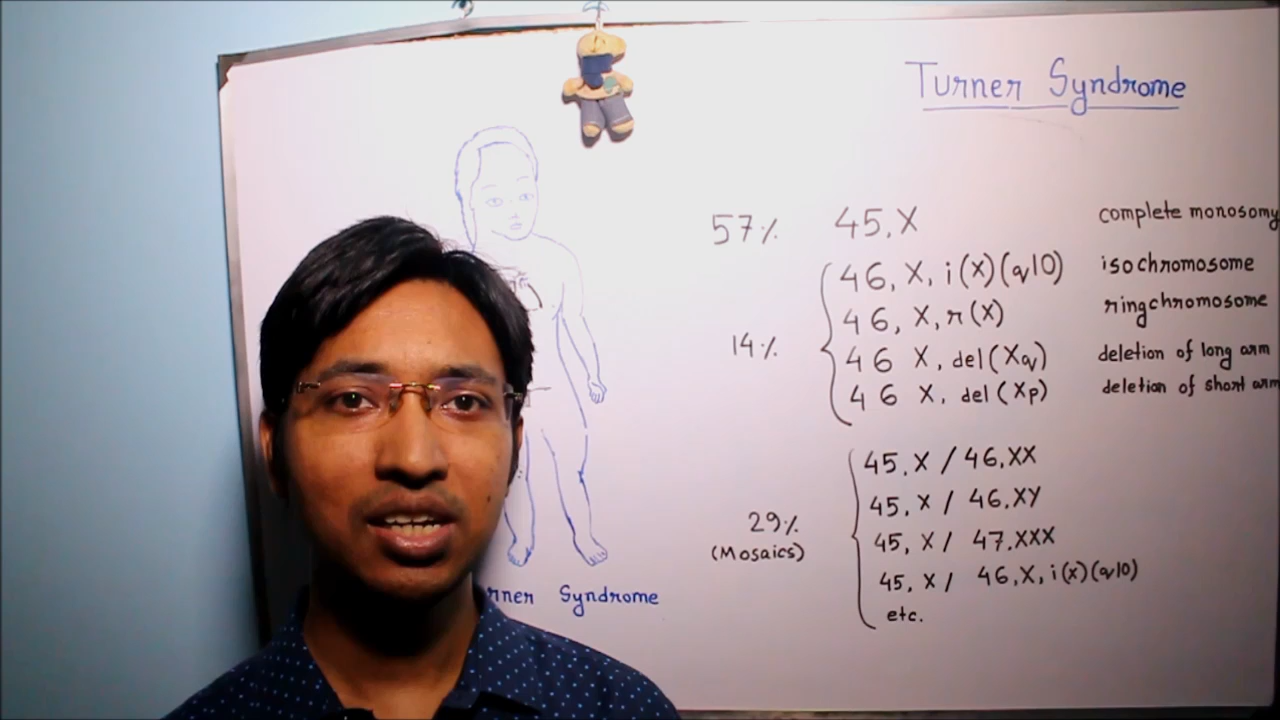 Turner Syndrome
57% 45,X complete monosomy
46, X, i(x)(q10) isochromosome
46, X, r(x) ringchromosome
14%
46 X, del(Xq) deletion of long arm
46 X, del(Xp) deletion of short arm
45,X / 46,XX
45,X / 46,XY
29%
(Mosaics)
45, X / 47,XXX
45, X / 46,X, i(x)(q10)
etc.
rner Syndrome